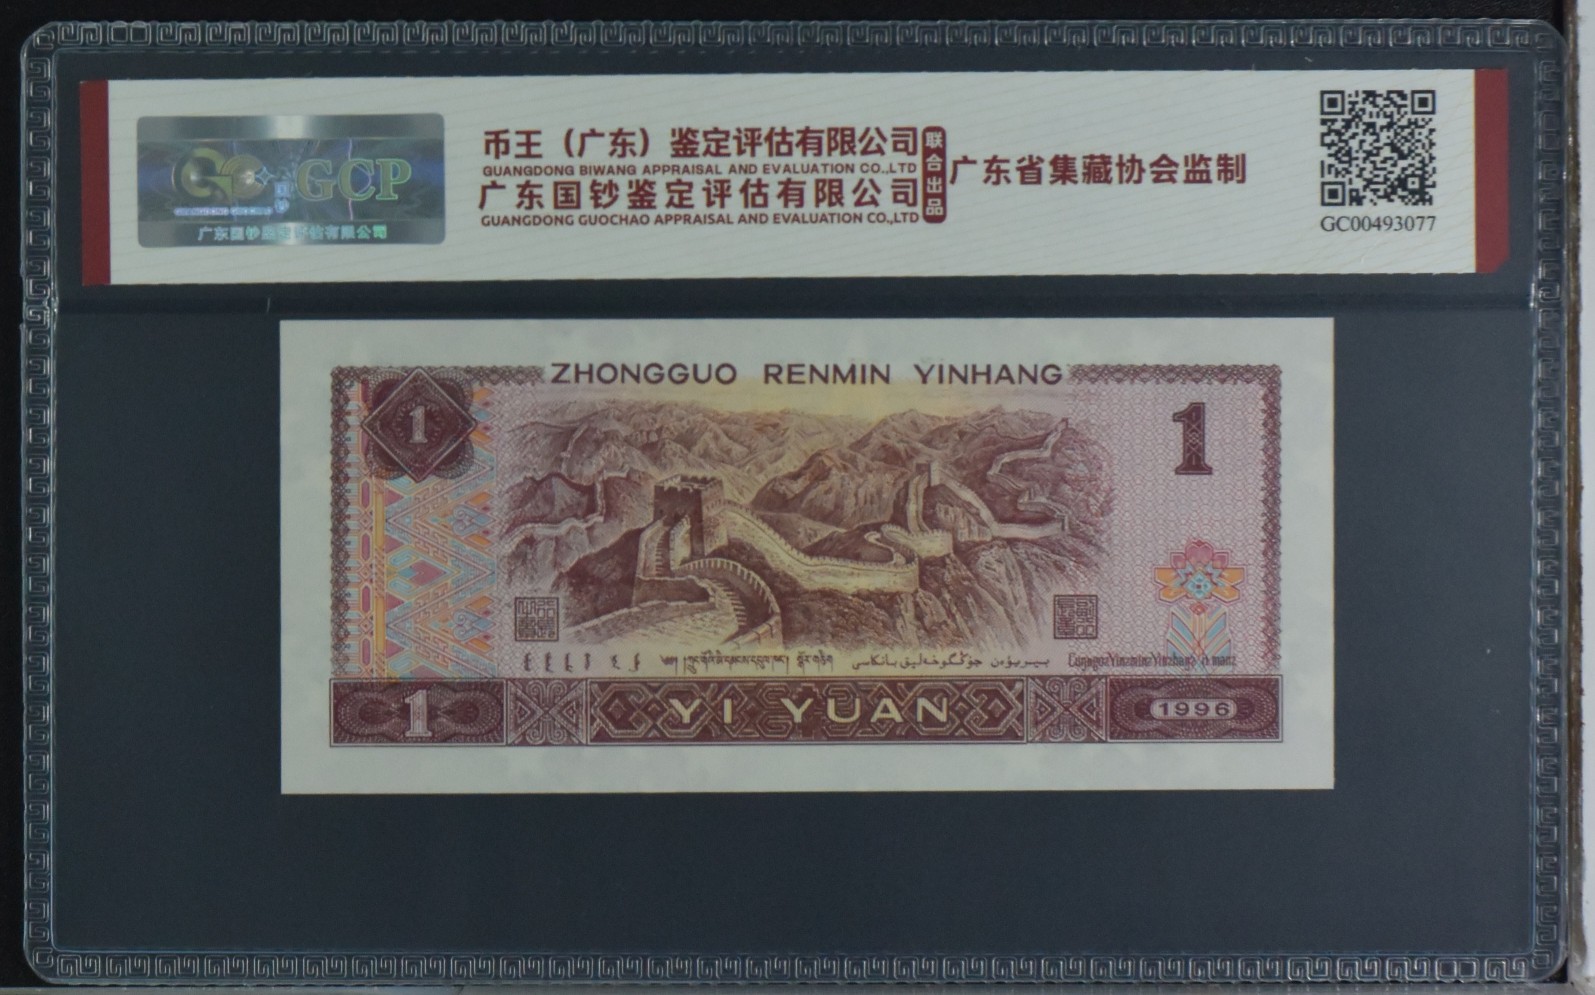 GCP
广东国钞鉴定评估有限公司
币王（广东）鉴定评估有限公司
GUANGDONG BIWANG APPRAISAL AND EVALUATION CO.,LTD
广东国钞鉴定评估有限公司
GUANGDONG GUOCHAO APPRAISAL AND EVALUATION CO.,LTD
联合出品
广东省集藏协会监制
GC00493077
ZHONGGUO RENMIN YINHANG
1
1
1
YI YUAN
1996